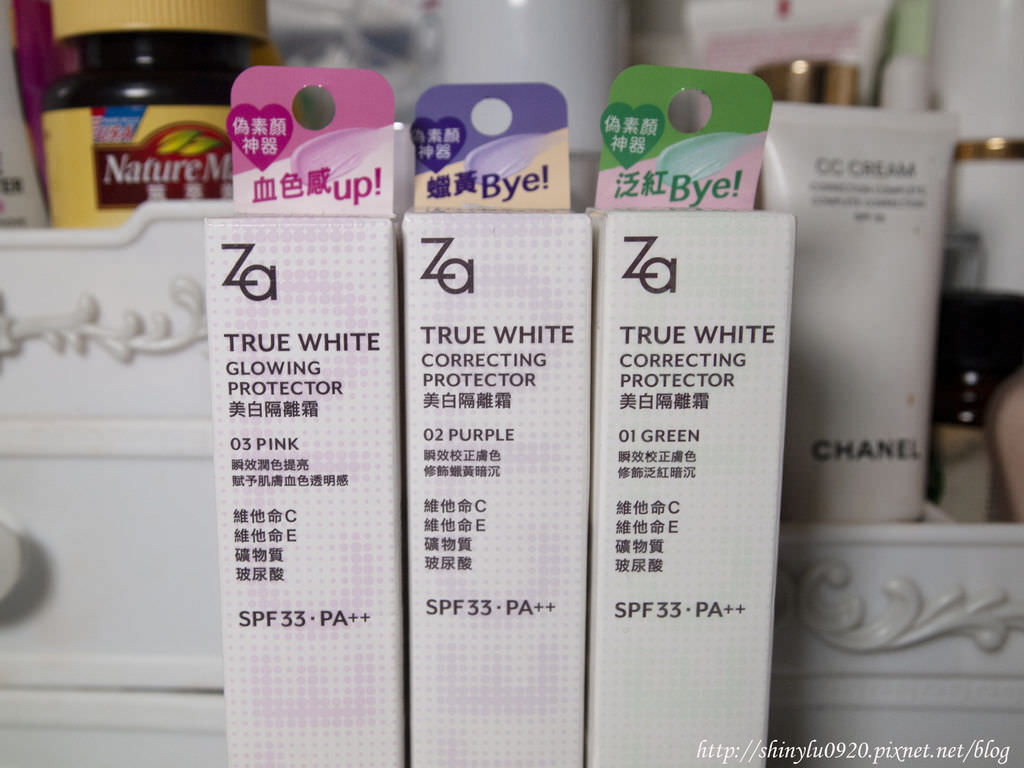 偽素顏
神器
血色感up!
Za
TRUE WHITE
GLOWING
PROTECTOR
美白隔離霜
03 PINK
瞬效潤色提亮
賦予肌膚血色透明感
維他命C
維他命E
礦物質
玻尿酸
SPF33·PA++
偽素顏
神器
蠟黃Bye!
Za
TRUE WHITE
CORRECTING
PROTECTOR
美白隔離霜
02 PURPLE
瞬效校正膚色
修飾蠟黃暗沉
維他命C
維他命E
礦物質
玻尿酸
SPF33·PA++
偽素顏
神器
泛紅Bye!
Za
TRUE WHITE
CORRECTING
PROTECTOR
美白隔離霜
01 GREEN
瞬效校正膚色
修飾泛紅暗沉
維他命C
維他命E
礦物質
玻尿酸
SPF33·PA++
USA
Nature M
CC CREAM
CHANEL
http://shinylu0920.pixnet.net/blog